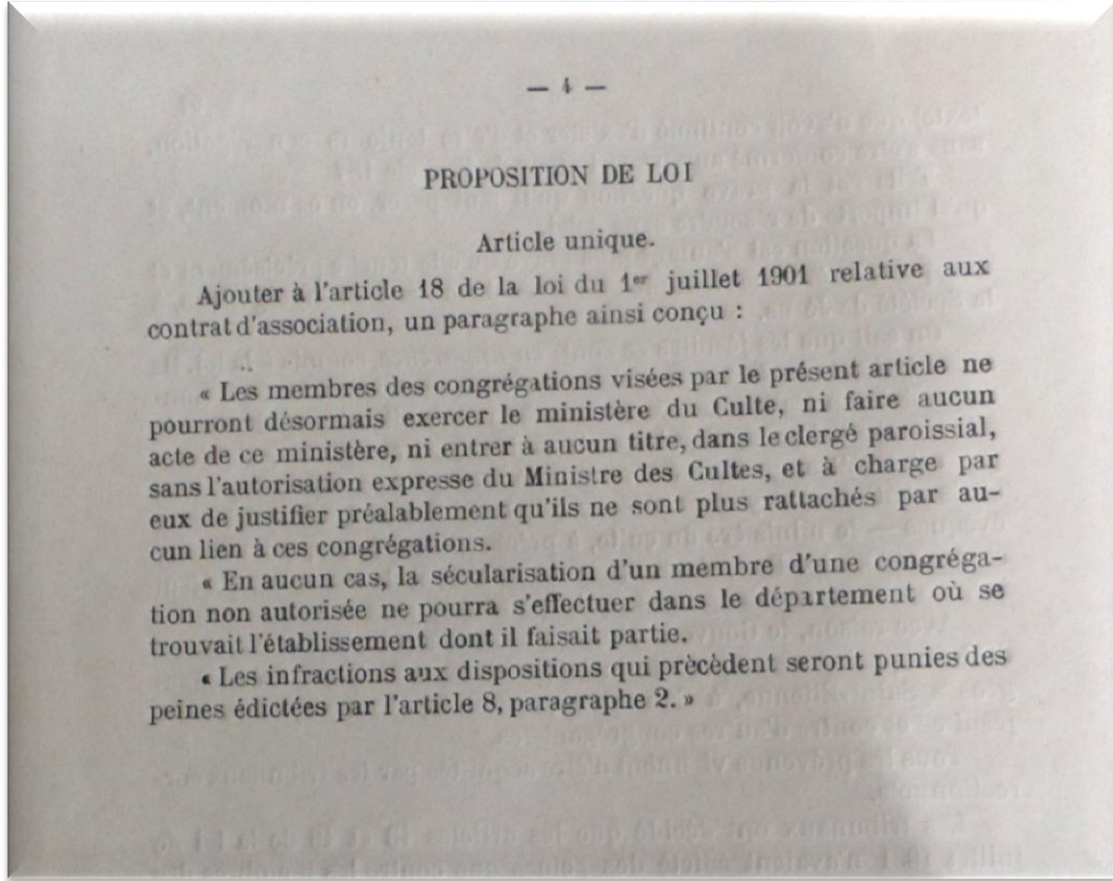 — 4 —
PROPOSITION DE LOI
Article unique.
Ajouter à l'article 18 de la loi du 1er juillet 1901 relative aux
contrat d'association, un paragraphe ainsi conçu :
« Les membres des congrégations visées par le présent article ne
pourront désormais exercer le ministère du Culte, ni faire aucun
acte de ce ministère, ni entrer à aucun titre, dans le clergé paroissial,
sans l'autorisation expresse du Ministre des Cultes, et à charge par
eux de justifier préalablement qu'ils ne sont plus rattachés par au-
cun lien à ces congrégations.
« En aucun cas, la sécularisation d'un membre d'une congréga-
tion non autorisée ne pourra s'effectuer dans le département où se
trouvait l'établissement dont il faisait partie.
« Les infractions aux dispositions qui prècèdent seront punies des
peines édictées par l'article 8, paragraphe 2. »